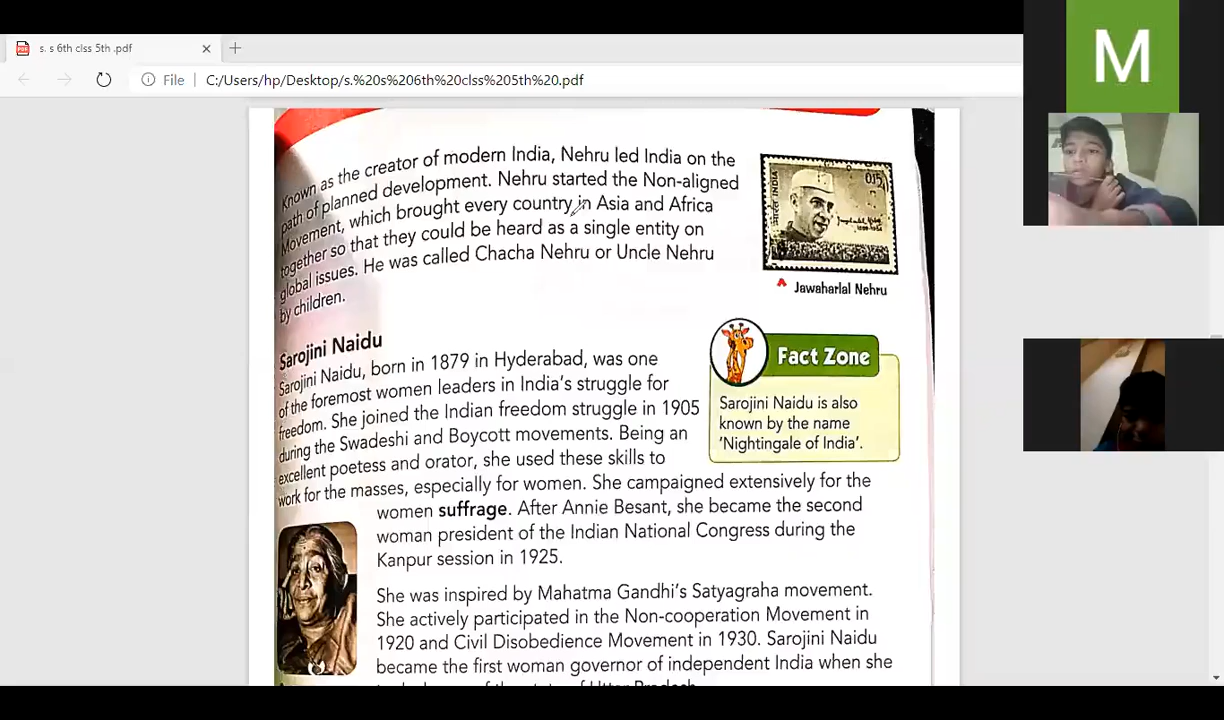 s. s 6th clss 5th .pdf
File
C:/Users/hp/Desktop/s.%20s%206th%20clss%205th%20.pdf
M
Known as the creator of modern India, Nehru led India on the
path of planned development. Nehru started the Non-aligned
Movement, which brought every country in Asia and Africa
together so that they could be heard as a single entity on
global issues. He was called Chacha Nehru or Uncle Nehru
by children.
015
Jawaharlal Nehru
Sarojini Naidu
Sarojini Naidu, born in 1879 in Hyderabad, was one
of the foremost women leaders in India's struggle for
freedom. She joined the Indian freedom struggle in 1905
during the Swadeshi and Boycott movements. Being an
excellent poetess and orator, she used these skills to
work for the masses, especially for women. She campaigned extensively for the
women suffrage. After Annie Besant, she became the second
woman president of the Indian National Congress during the
Kanpur session in 1925.
Fact Zone
Sarojini Naidu is also
known by the name
'Nightingale of India'.
She was inspired by Mahatma Gandhi's Satyagraha movement.
She actively participated in the Non-cooperation Movement in
1920 and Civil Disobedience Movement in 1930. Sarojini Naidu
became the first woman governor of independent India when she